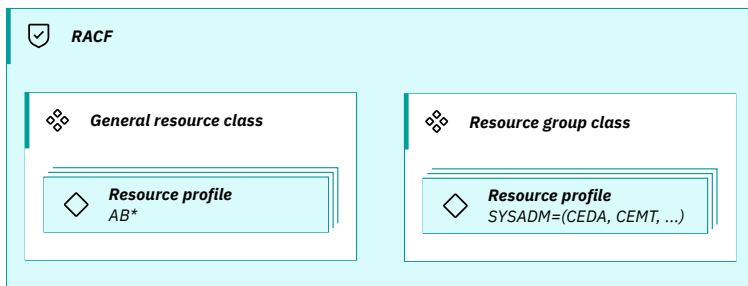 RACF
General resource class
Resource profile
AB*
Resource group class
Resource profile
SYSADM=(CEDA, CEMT, ...)